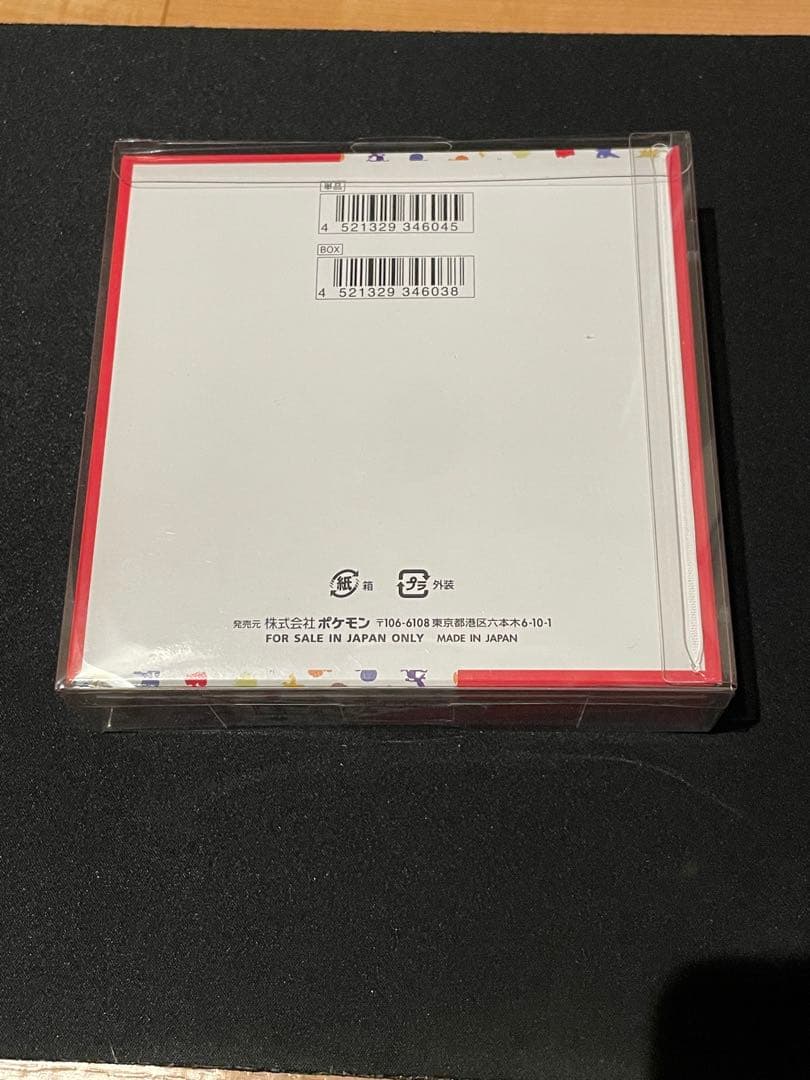 4 521329 346045
BOX
4 521329 346038
紙 箱 プラ 外装
発売元 株式会社 ポケモン 〒106-6108 東京都港区六本木6-10-1
FOR SALE IN JAPAN ONLY MADE IN JAPAN